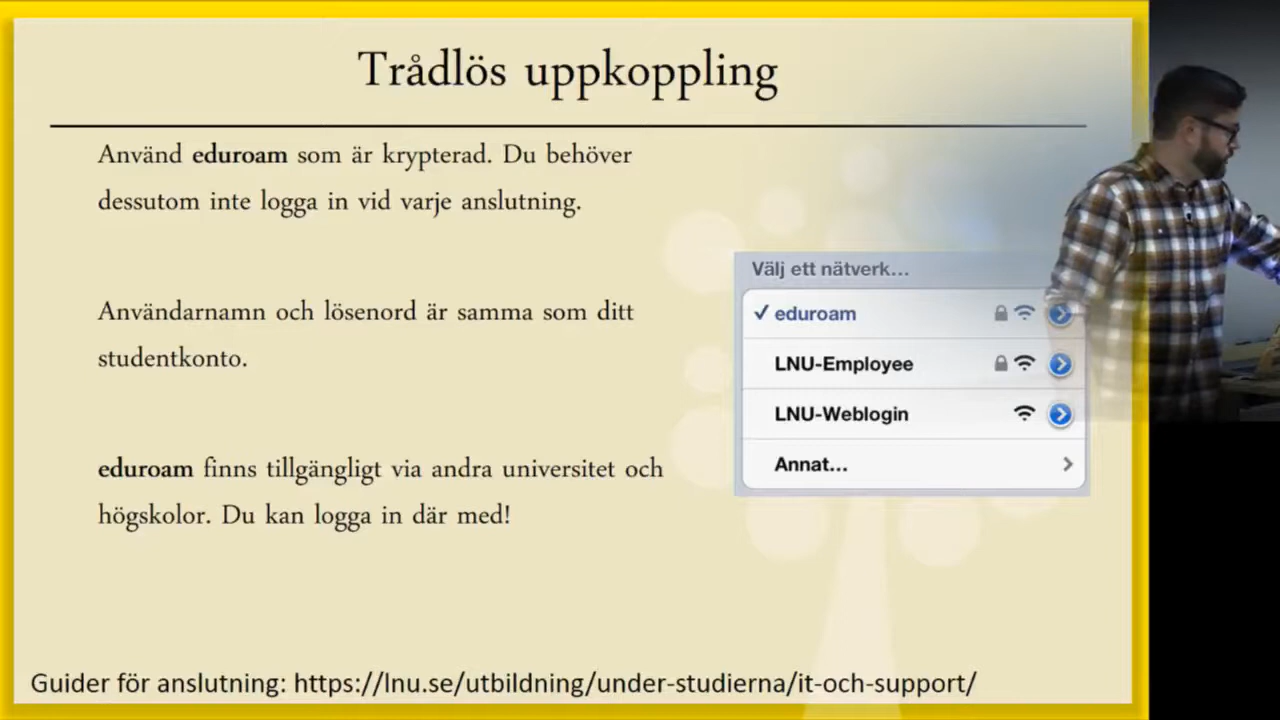 Trådlös uppkoppling
Använd eduroam som är krypterad. Du behöver
dessutom inte logga in vid varje anslutning.
Användarnamn och lösenord är samma som ditt
studentkonto.
eduroam finns tillgängligt via andra universitet och
högskolor. Du kan logga in där med!
Välj ett nätverk...
eduroam
LNU-Employee
LNU-Weblogin
Annat...
Guider för anslutning: https://lnu.se/utbildning/under-studierna/it-och-support/